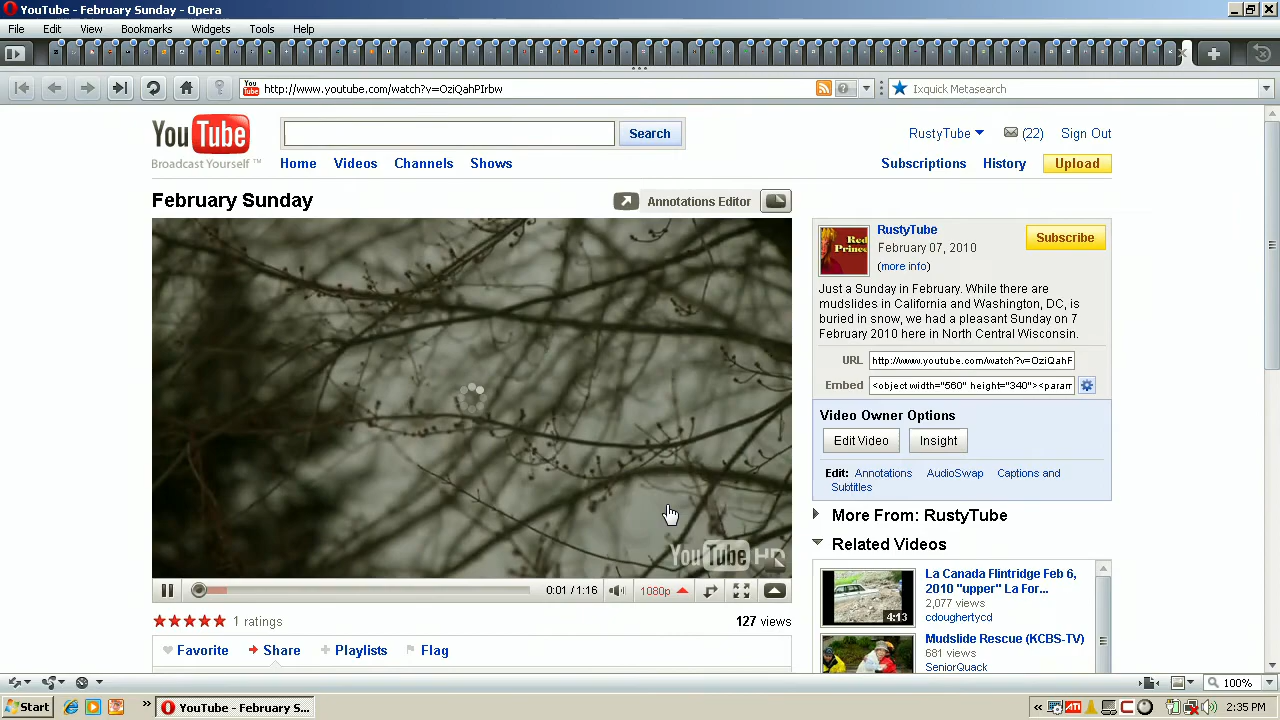 YouTube - February Sunday - Opera
File Edit View Bookmarks Widgets Tools Help
You Tube http://www.youtube.com/watch?v=OziQahPIrbw ? Ixquick Metasearch
YouTube Search RustyTube (22) Sign Out
Broadcast Yourself ™ Home Videos Channels Shows Subscriptions History Upload
February Sunday Annotations Editor
Red
Prince
RustyTube
February 07, 2010
(more info)
Subscribe
Just a Sunday in February. While there are
mudslides in California and Washington, DC, is
buried in snow, we had a pleasant Sunday on 7
February 2010 here in North Central Wisconsin.
URL http://www.youtube.com/watch?v=OziQahF
Embed <object width="560" height="340"><param
Video Owner Options
Edit Video Insight
Edit: Annotations AudioSwap Captions and
Subtitles
More From: RustyTube
Related Videos
YouTube HD
0:01 / 1:16 1080p
1 ratings 127 views
Favorite Share Playlists Flag
La Canada Flintridge Feb 6,
2010 "upper" La For...
2,077 views
cdoughertycd
4:13
Mudslide Rescue (KCBS-TV)
681 views
SeniorQuack
100%
Start YouTube - February S... ATI 2:35 PM